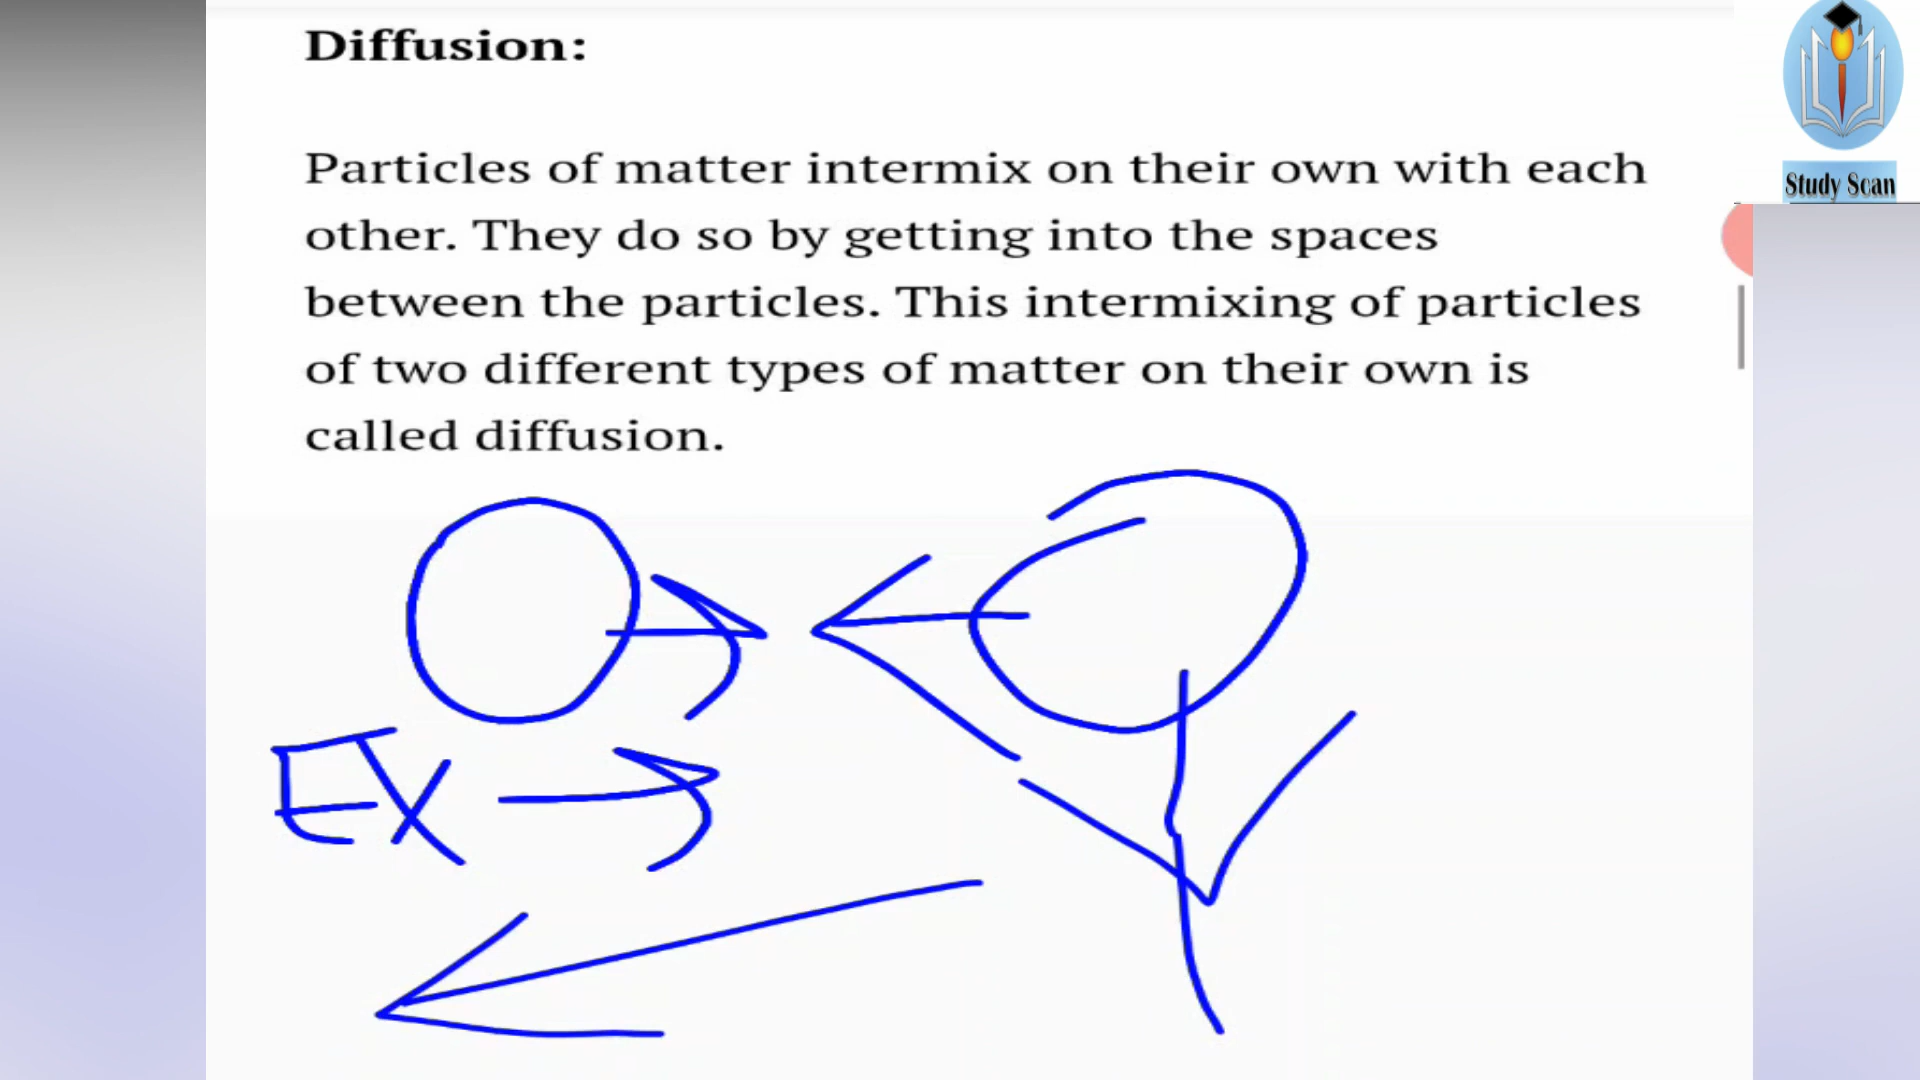 Diffusion:
Particles of matter intermix on their own with each
other. They do so by getting into the spaces
between the particles. This intermixing of particles
of two different types of matter on their own is
called diffusion.
EX
Study Scan